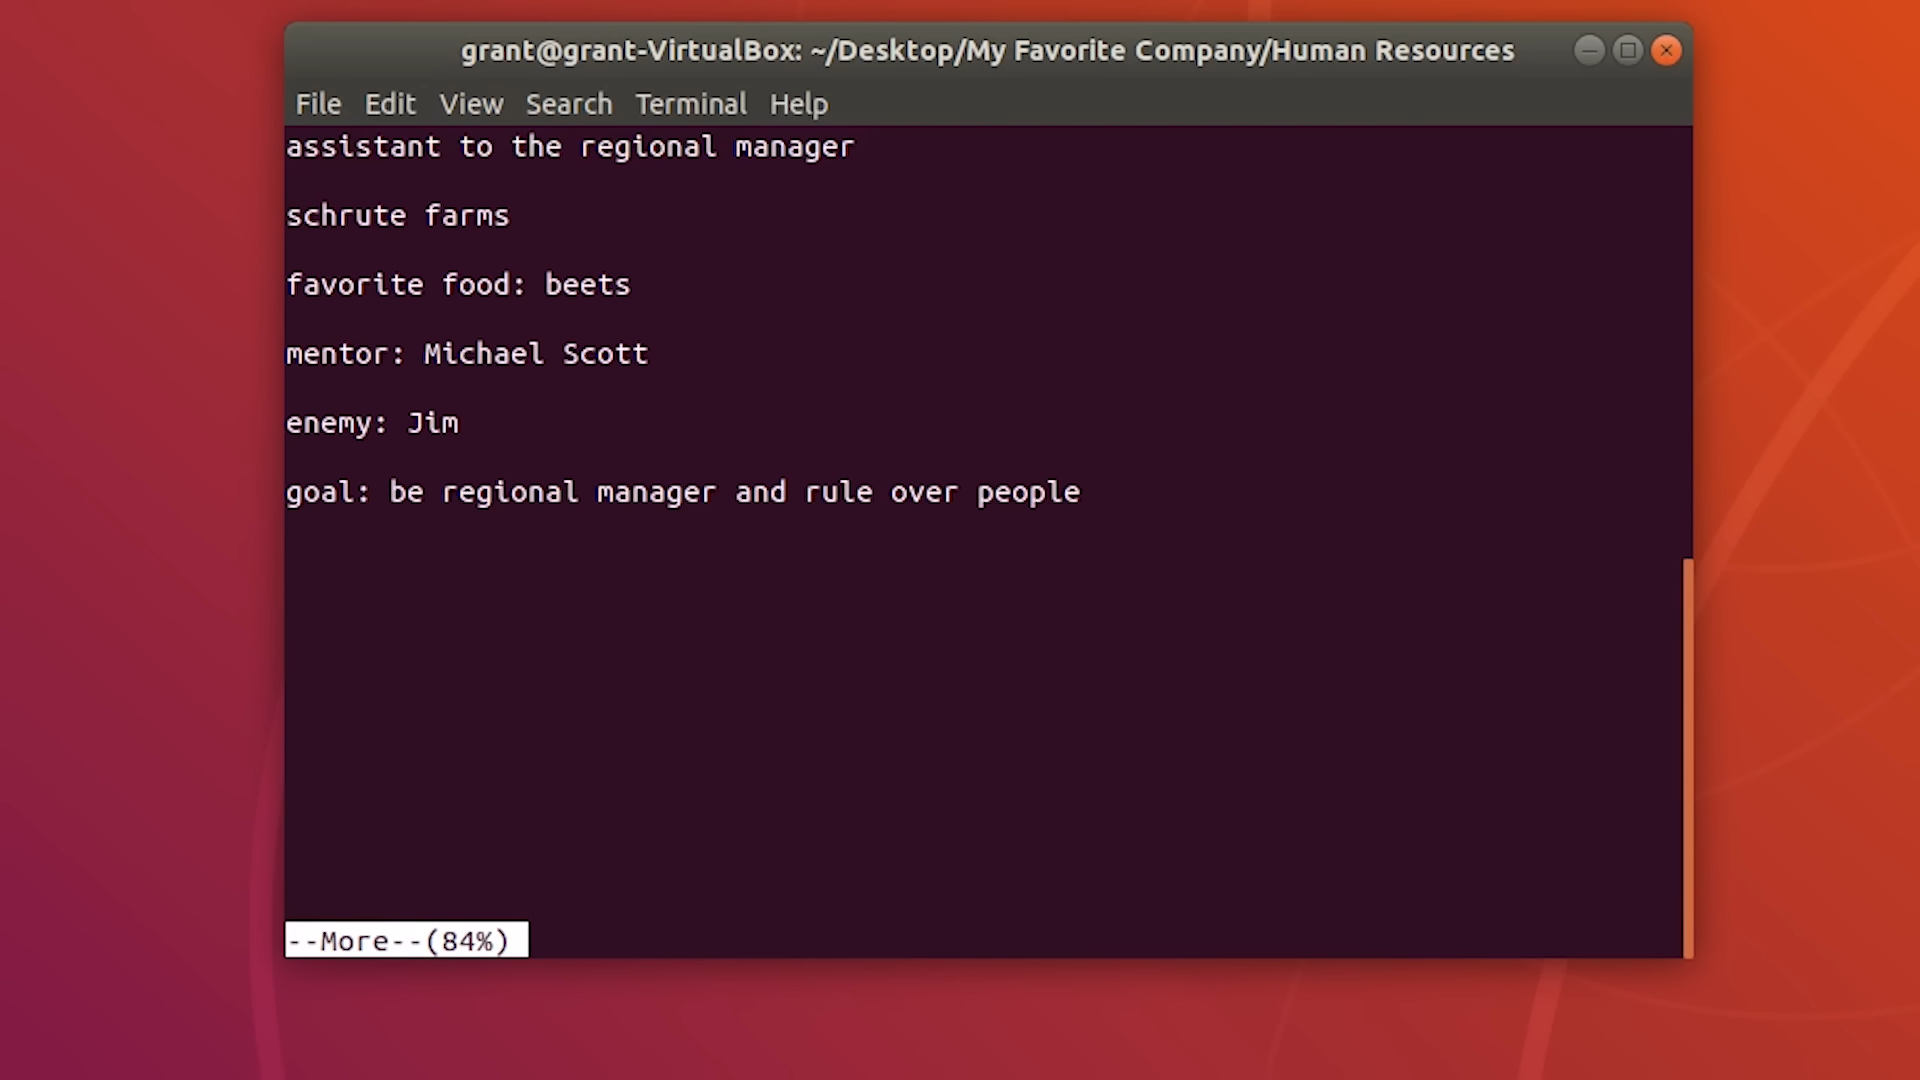 grant@grant-VirtualBox: ~/Desktop/My Favorite Company/Human Resources
File Edit View Search Terminal Help
assistant to the regional manager
schrute farms
favorite food: beets
mentor: Michael Scott
enemy: Jim
goal: be regional manager and rule over people
--More--(84%)